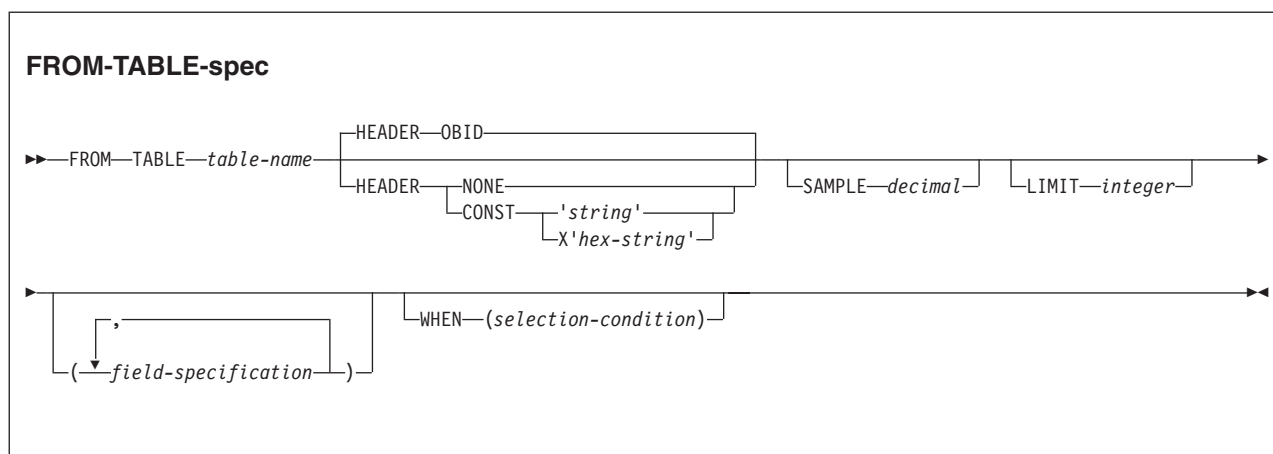 FROM-TABLE-spec
HEADER OBID
FROM TABLE table-name
HEADER NONE SAMPLE decimal LIMIT integer
CONST 'string'
X'hex-string'
, WHEN (selection-condition)
( field-specification )